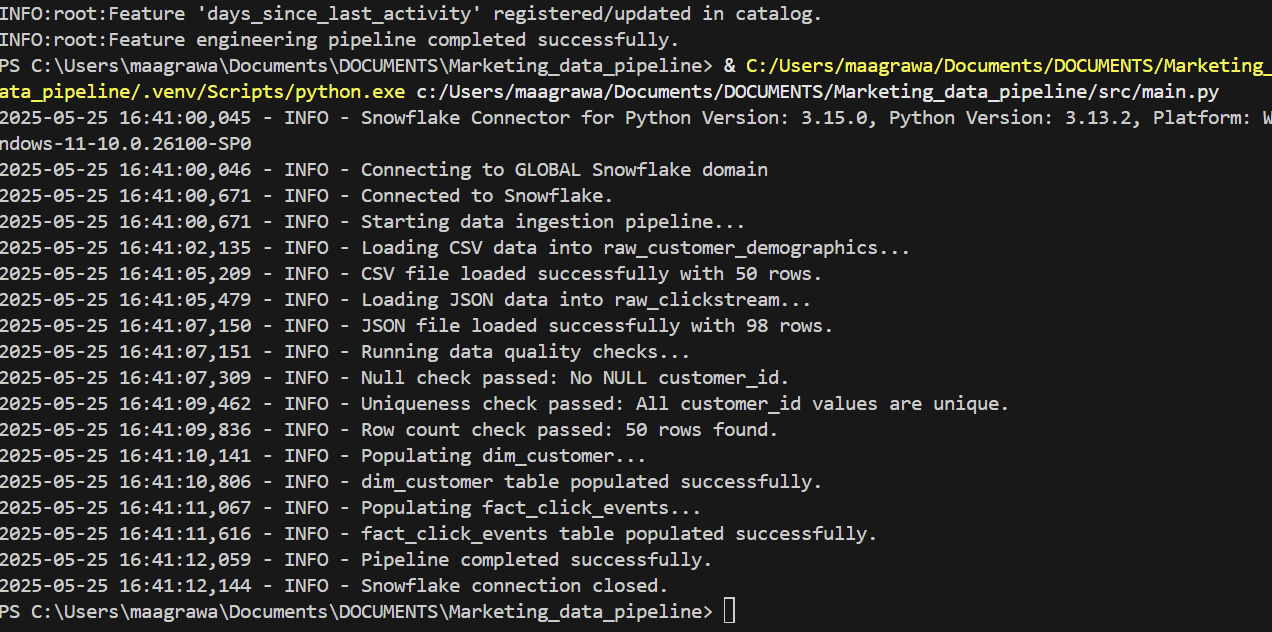 INFO:root:Feature 'days_since_last_activity' registered/updated in catalog.
INFO:root:Feature engineering pipeline completed successfully.
PS C:\Users\maagrawa\Documents\DOCUMENTS\Marketing_data_pipeline> & C:/Users/maagrawa/Documents/DOCUMENTS/Marketing_
ata_pipeline/.venv/Scripts/python.exe c:/Users/maagrawa/Documents/DOCUMENTS/Marketing_data_pipeline/src/main.py
2025-05-25 16:41:00,045 - INFO - Snowflake Connector for Python Version: 3.15.0, Python Version: 3.13.2, Platform: W
ndows-11-10.0.26100-SP0
2025-05-25 16:41:00,046 - INFO - Connecting to GLOBAL Snowflake domain
2025-05-25 16:41:00,671 - INFO - Connected to Snowflake.
2025-05-25 16:41:00,671 - INFO - Starting data ingestion pipeline...
2025-05-25 16:41:02,135 - INFO - Loading CSV data into raw_customer_demographics...
2025-05-25 16:41:05,209 - INFO - CSV file loaded successfully with 50 rows.
2025-05-25 16:41:05,479 - INFO - Loading JSON data into raw_clickstream...
2025-05-25 16:41:07,150 - INFO - JSON file loaded successfully with 98 rows.
2025-05-25 16:41:07,151 - INFO - Running data quality checks...
2025-05-25 16:41:07,309 - INFO - Null check passed: No NULL customer_id.
2025-05-25 16:41:09,462 - INFO - Uniqueness check passed: All customer_id values are unique.
2025-05-25 16:41:09,836 - INFO - Row count check passed: 50 rows found.
2025-05-25 16:41:10,141 - INFO - Populating dim_customer...
2025-05-25 16:41:10,806 - INFO - dim_customer table populated successfully.
2025-05-25 16:41:11,067 - INFO - Populating fact_click_events...
2025-05-25 16:41:11,616 - INFO - fact_click_events table populated successfully.
2025-05-25 16:41:12,059 - INFO - Pipeline completed successfully.
2025-05-25 16:41:12,144 - INFO - Snowflake connection closed.
PS C:\Users\maagrawa\Documents\DOCUMENTS\Marketing_data_pipeline>